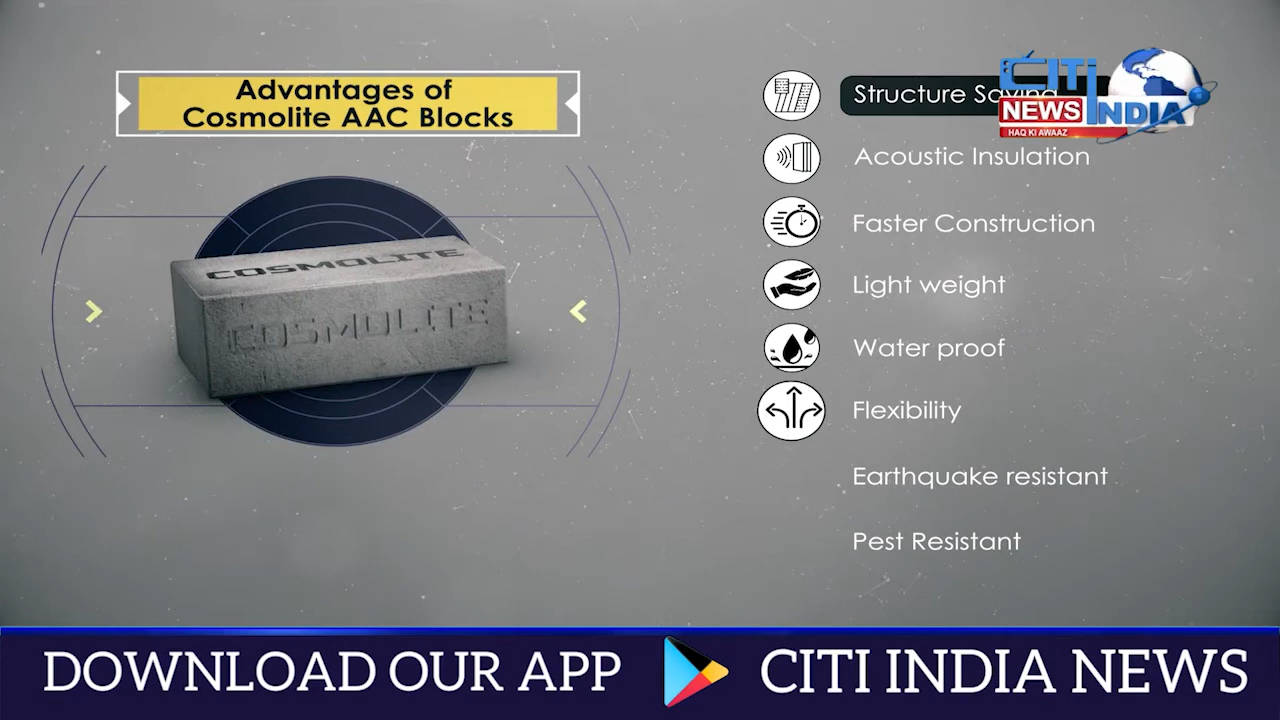 Advantages of
Cosmolite AAC Blocks
COSMOLITE
COSMOLITE
Structure Saving
CITI
NEWS
INDIA
HAQ KI AWAAZ
Acoustic Insulation
Faster Construction
Light weight
Water proof
Flexibility
Earthquake resistant
Pest Resistant
DOWNLOAD OUR APP
CITI INDIA NEWS